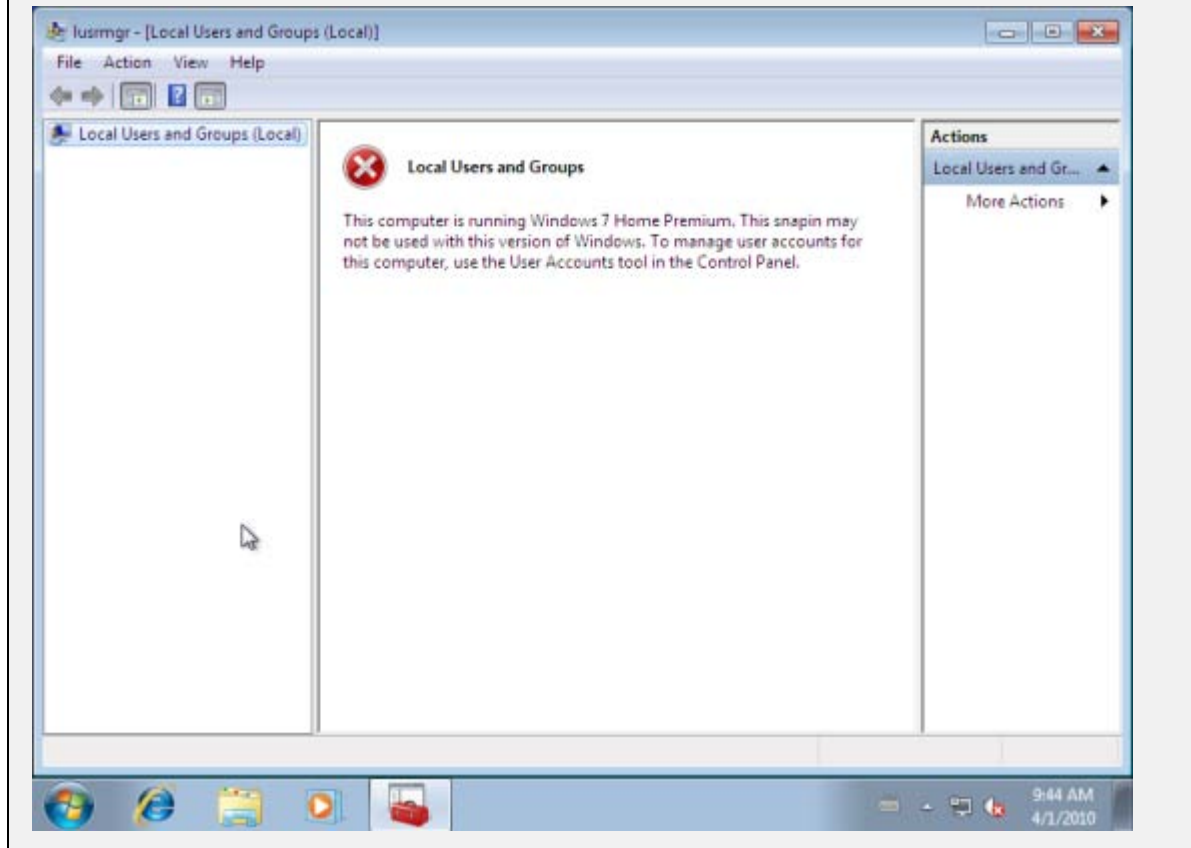 lusrmgr - [Local Users and Groups (Local)]
File Action View Help
Local Users and Groups (Local)
Local Users and Groups
This computer is running Windows 7 Home Premium. This snapin may
not be used with this version of Windows. To manage user accounts for
this computer, use the User Accounts tool in the Control Panel.
Actions
Local Users and Gr...
More Actions
9:44 AM
4/1/2010